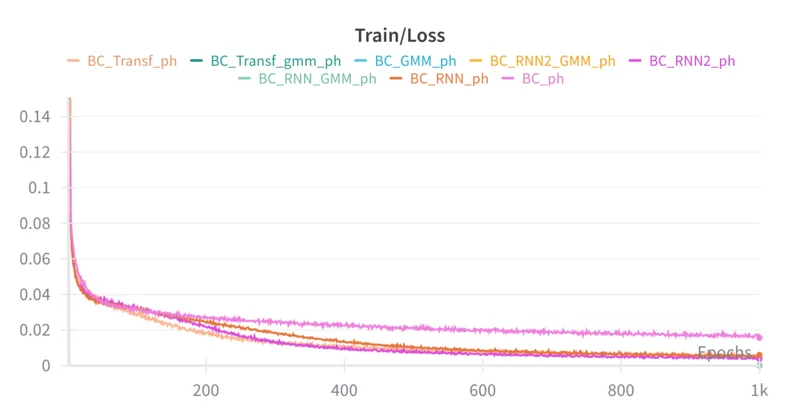 Train/Loss
BC_Transf_ph BC_Transf_gmm_ph BC_GMM_ph BC_RNN2_GMM_ph BC_RNN2_ph
BC_RNN_GMM_ph BC_RNN_ph BC_ph
0.14
0.12
0.1
0.08
0.06
0.04
0.02
0
Epochs
200 400 600 800 1k